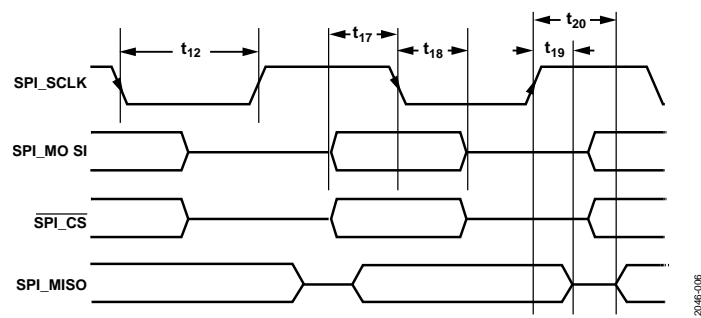 t12
t17
t18
t20
t19
SPI_SCLK
SPI_MO SI
SPI_CS
SPI_MISO
2046-006